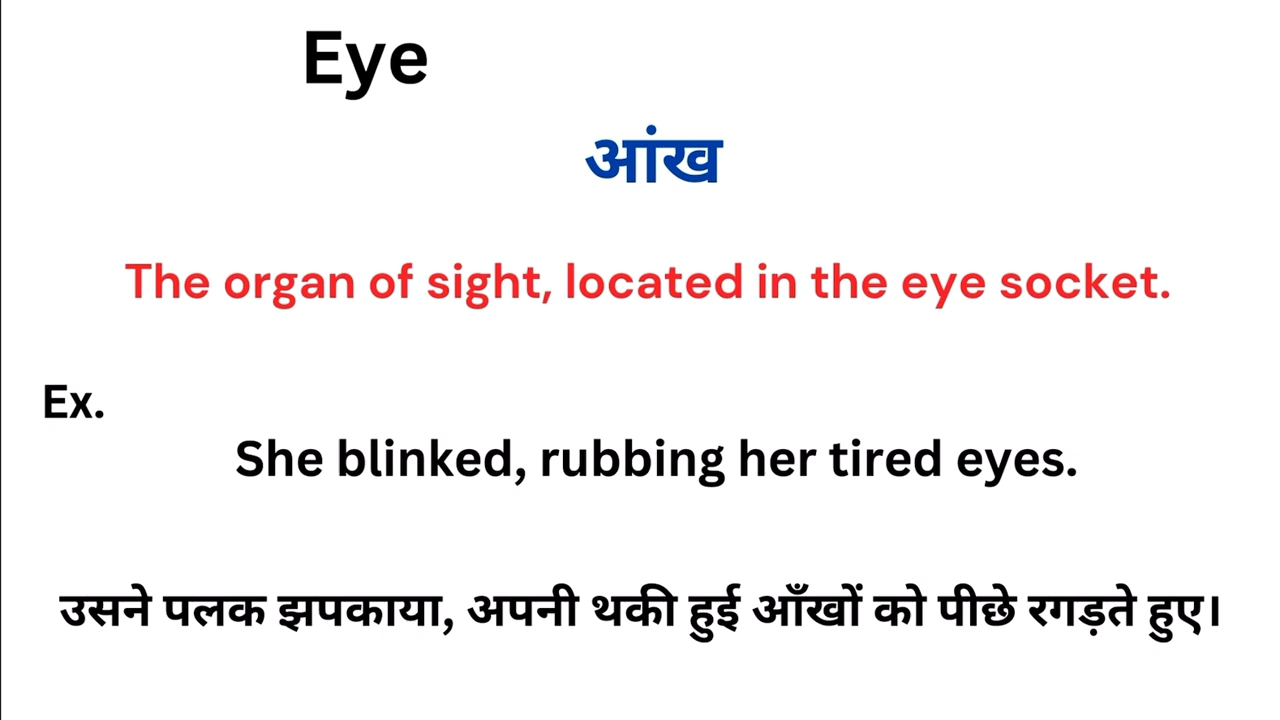 Eye
आंख
The organ of sight, located in the eye socket.
Ex.
She blinked, rubbing her tired eyes.
उसने पलक झपकाया, अपनी थकी हुई आँखों को पीछे रगड़ते हुए।